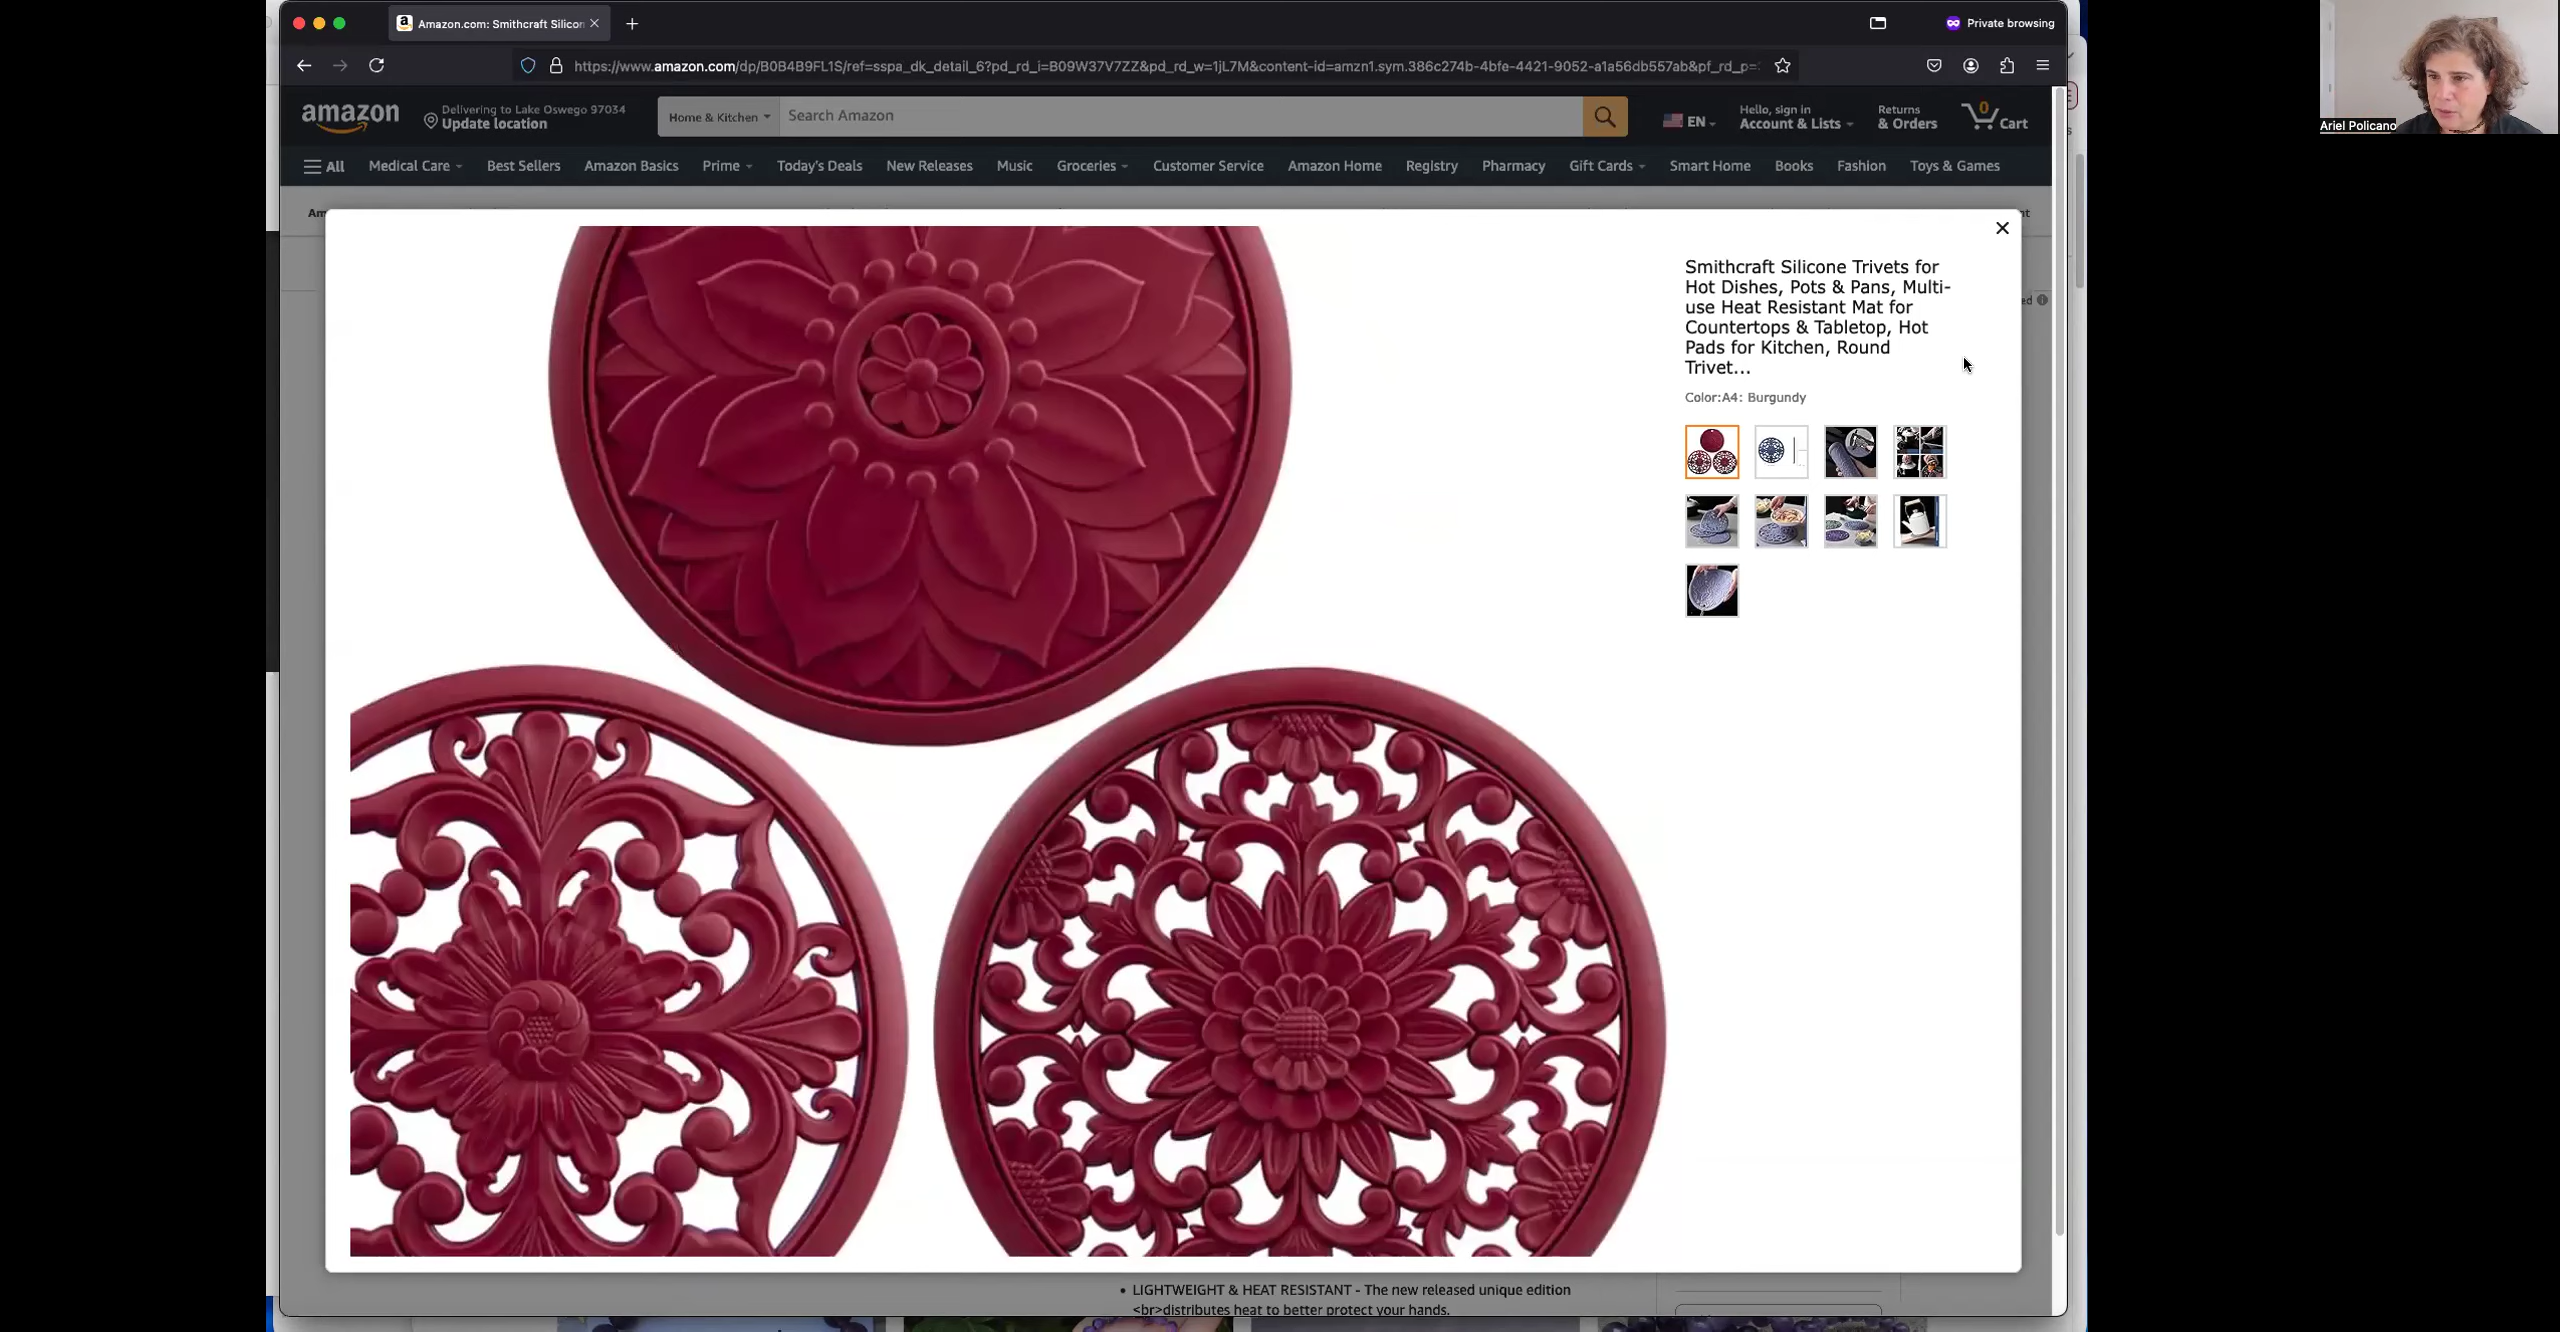 Amazon.com: Smithcraft Silicon
Private browsing
https://www.amazon.com/dp/B0B4B9FL1S/ref=sspa_dk_detail_6?pd_rd_i=B09W37V7ZZ&pd_rd_w=1jL7M&content-id=amzn1.sym.386c274b-4bfe-4421-9052-a1a56db557ab&pf_rd_p=
Ariel Policano
amazon
Delivering to Lake Oswego 97034
Update location
Home & Kitchen
Search Amazon
EN
Hello, sign in
Account & Lists
Returns
& Orders
0
Cart
All
Medical Care
Best Sellers
Amazon Basics
Prime
Today's Deals
New Releases
Music
Groceries
Customer Service
Amazon Home
Registry
Pharmacy
Gift Cards
Smart Home
Books
Fashion
Toys & Games
Smithcraft Silicone Trivets for
Hot Dishes, Pots & Pans, Multi-
use Heat Resistant Mat for
Countertops & Tabletop, Hot
Pads for Kitchen, Round
Trivet...
Color:A4: Burgundy
• LIGHTWEIGHT & HEAT RESISTANT - The new released unique edition
<br>distributes heat to better protect your hands.